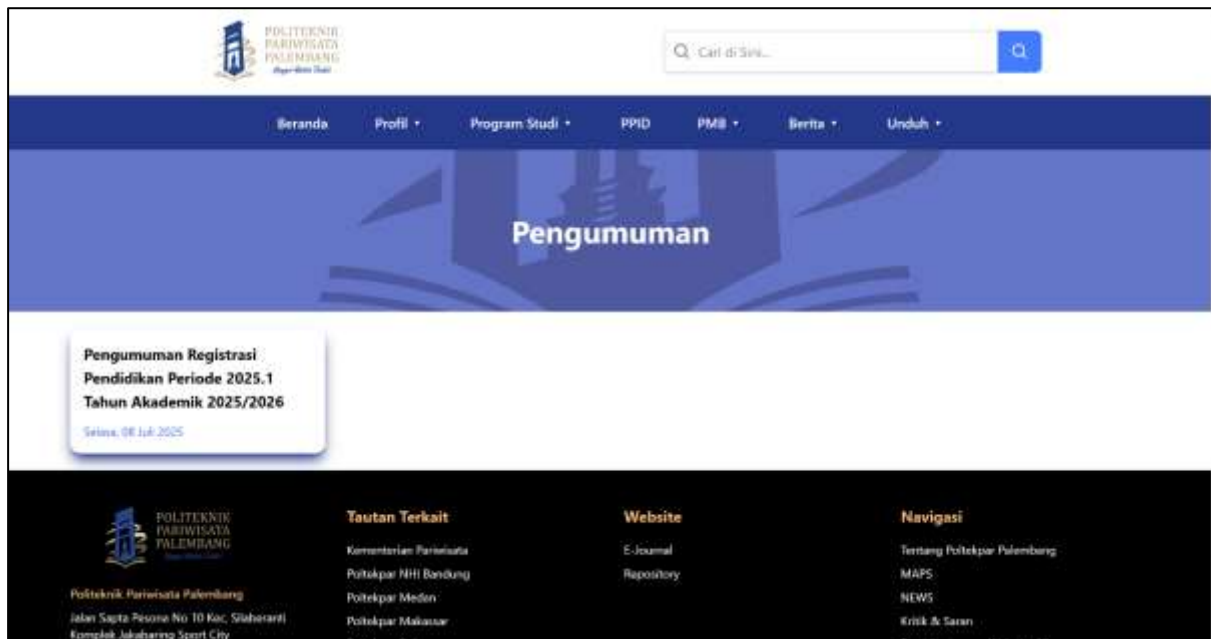 POLITEKNIK
PARIWISATA
PALEMBANG
Cari di Sini...
Beranda Profil Program Studi PPID PMB Berita Unduh
Pengumuman
Pengumuman Registrasi
Pendidikan Periode 2025.1
Tahun Akademik 2025/2026
Selasa, 08 Juli 2025
POLITEKNIK
PARIWISATA
PALEMBANG
Politeknik Pariwisata Palembang
Jalan Sapta Pesona No 10 Kec, Silaberanti
Komplek Jakabaring Sport City
Tautan Terkait
Kementerian Pariwisata
Poltekpar NHI Bandung
Poltekpar Medan
Poltekpar Makassar
Website
E-Journal
Repository
Navigasi
Tentang Poltekpar Palembang
MAPS
NEWS
Kritik & Saran